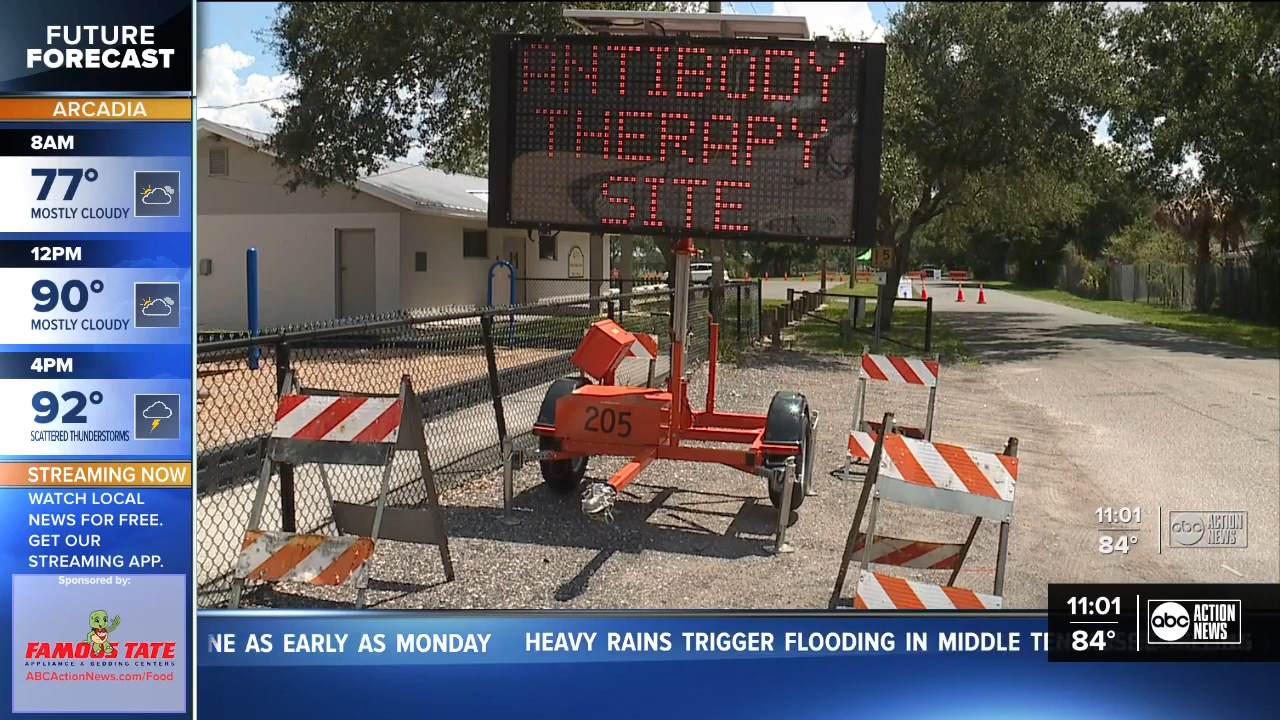 FUTURE
FORECAST
ARCADIA
8AM
77°
MOSTLY CLOUDY
12PM
90°
MOSTLY CLOUDY
4PM
92°
SCATTERED THUNDERSTORMS
STREAMING NOW
WATCH LOCAL
NEWS FOR FREE.
GET OUR
STREAMING APP.
Sponsored by:
FAMOUS TATE
APPLIANCE & BEDDING CENTERS
ABCActionNews.com/Food
ANTIBODY
THERAPY
SITE
205
11:01
84°
abc ACTION
NEWS
11:01
84°
abc ACTION
NEWS
NE AS EARLY AS MONDAY HEAVY RAINS TRIGGER FLOODING IN MIDDLE